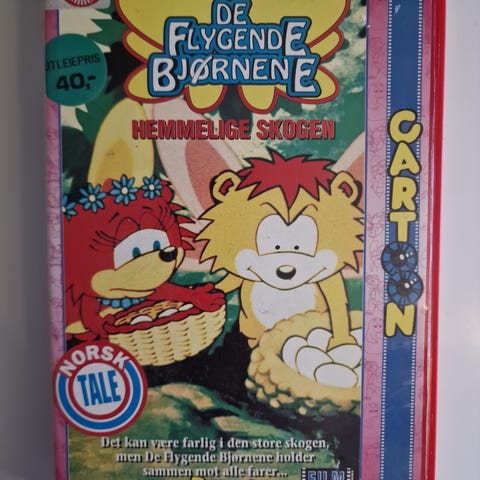 UTLEIEPRIS
40,-
DE
FLYGENDE
BJØRNENE
HEMMELIGE SKOGEN
CARTOON
NORSK
TALE
Det kan være farlig i den store skogen,
men De Flygende Bjørnene holder
sammen mot alle farer...
FILM